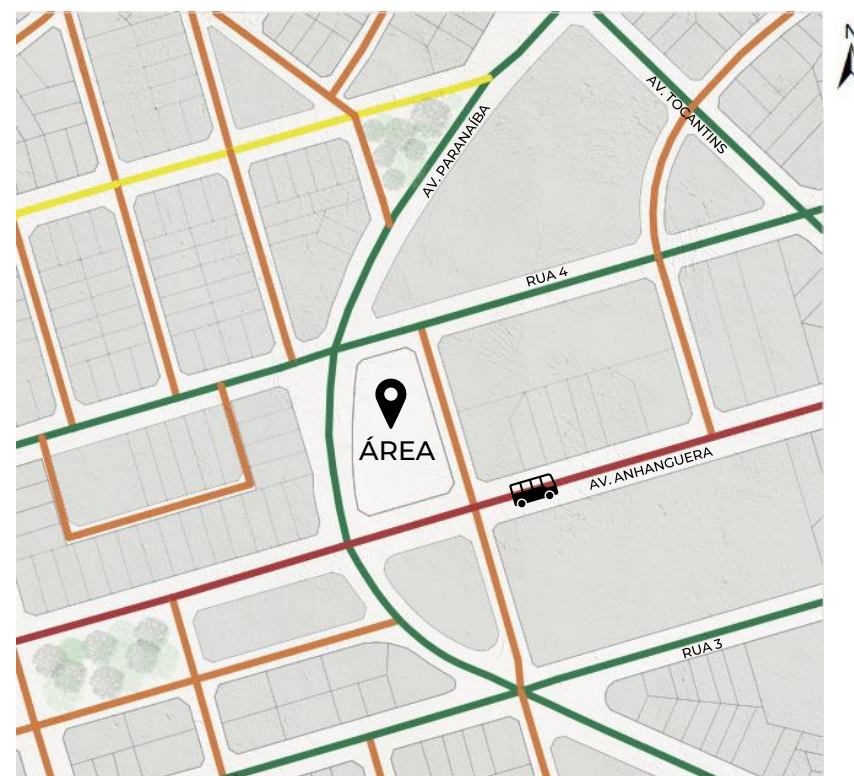 N
AV. TOCANTINS
AV. PARANAÍBA
RUA 4
ÁREA
AV. ANHANGUERA
RUA 3